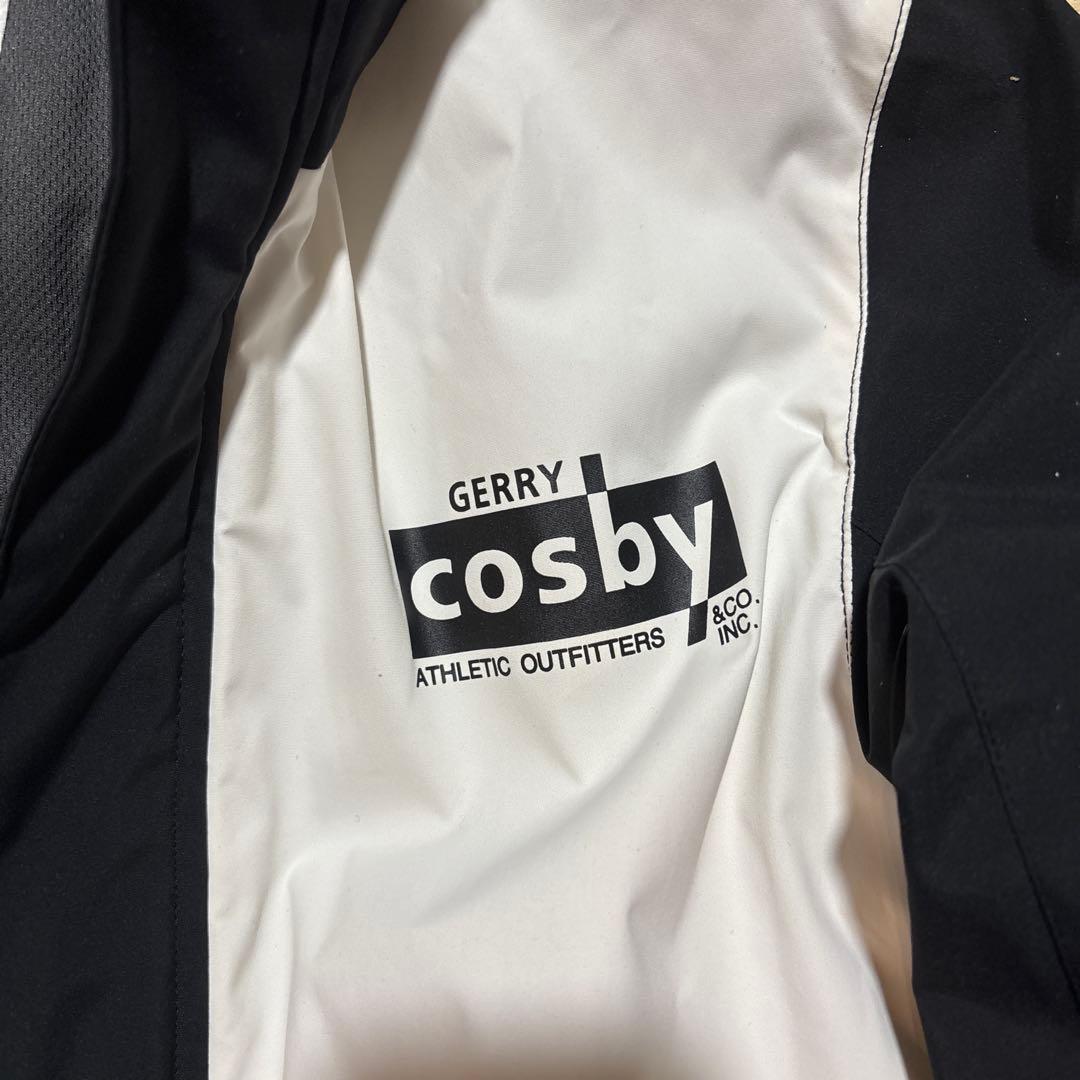 GERRY
cosby
&CO.
INC.
ATHLETIC OUTFITTERS